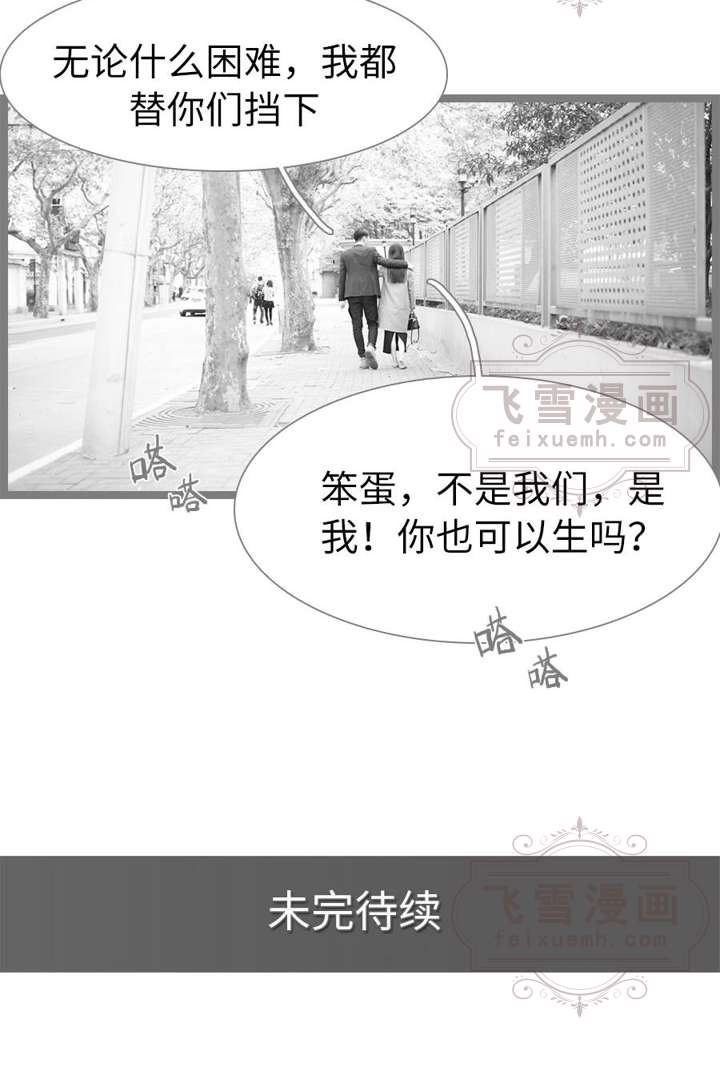 无论什么困难，我都
替你们挡下
飞雪漫画
feixuemh.com
嗒
嗒
笨蛋，不是我们，是
我！你也可以生吗？
嗒
嗒
未完待续
飞雪漫画
feixuemh.com